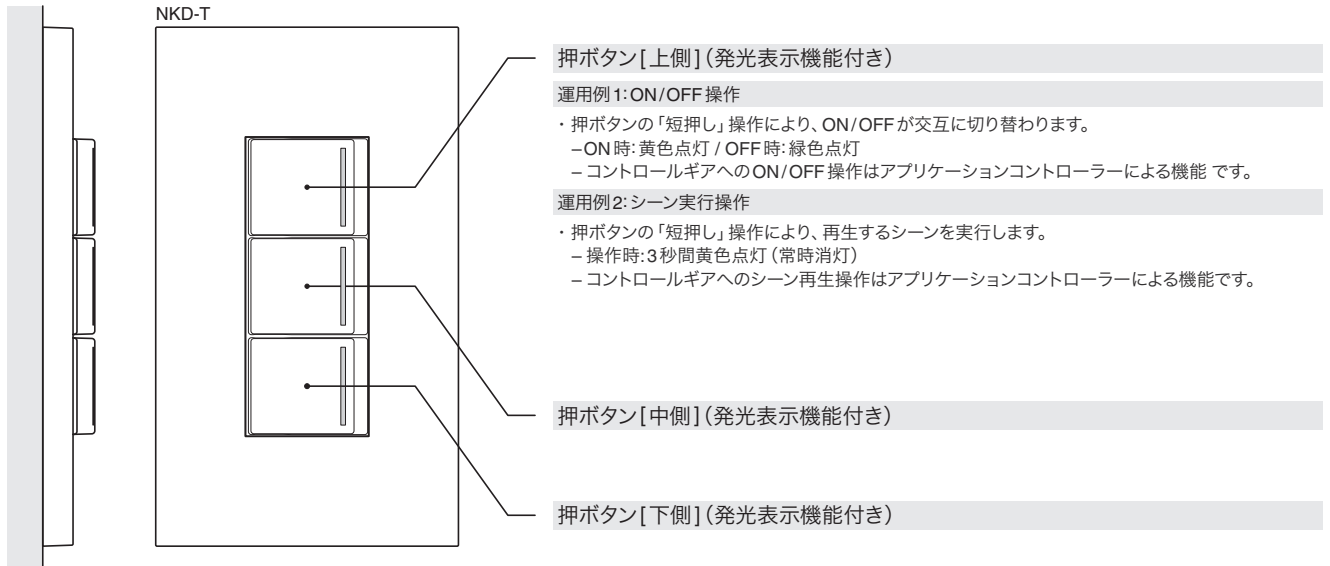 NKD-T
押ボタン[上側](発光表示機能付き)
運用例1:ON/OFF操作
・押ボタンの「短押し」操作により、ON/OFFが交互に切り替わります。
–ON時:黄色点灯 / OFF時:緑色点灯
– コントロールギアへのON/OFF操作はアプリケーションコントローラーによる機能 です。
運用例2:シーン実行操作
・押ボタンの「短押し」操作により、再生するシーンを実行します。
– 操作時:3秒間黄色点灯(常時消灯)
– コントロールギアへのシーン再生操作はアプリケーションコントローラーによる機能です。
押ボタン[中側](発光表示機能付き)
押ボタン[下側](発光表示機能付き)